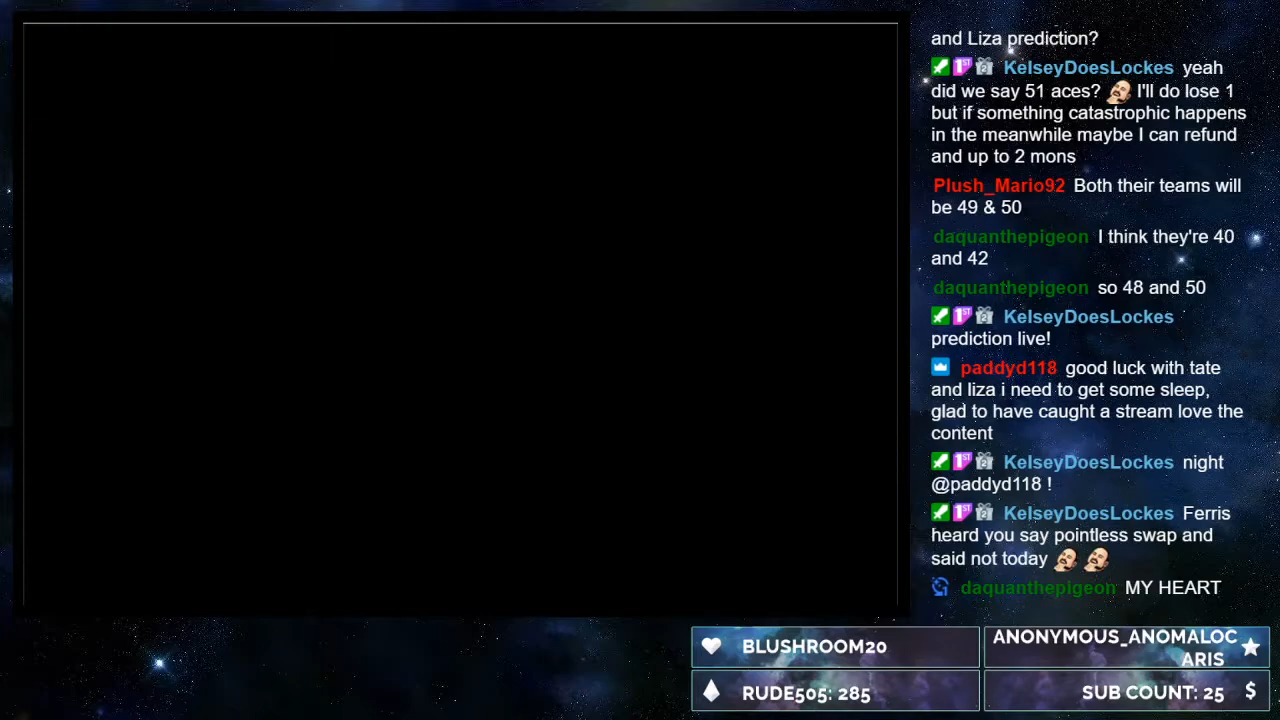 and Liza prediction?
KelseyDoesLockes yeah
did we say 51 aces? I'll do lose 1
but if something catastrophic happens
in the meanwhile maybe I can refund
and up to 2 mons
Plush_Mario92 Both their teams will
be 49 & 50
daquanthepigeon I think they're 40
and 42
daquanthepigeon so 48 and 50
KelseyDoesLockes
prediction live!
paddyd118 good luck with tate
and liza i need to get some sleep,
glad to have caught a stream love the
content
KelseyDoesLockes night
@paddyd118 !
KelseyDoesLockes Ferris
heard you say pointless swap and
said not today
daquanthepigeon MY HEART
BLUSHROOM20
ANONYMOUS_ANOMALOC
ARIS
RUDE505: 285
SUB COUNT: 25 $